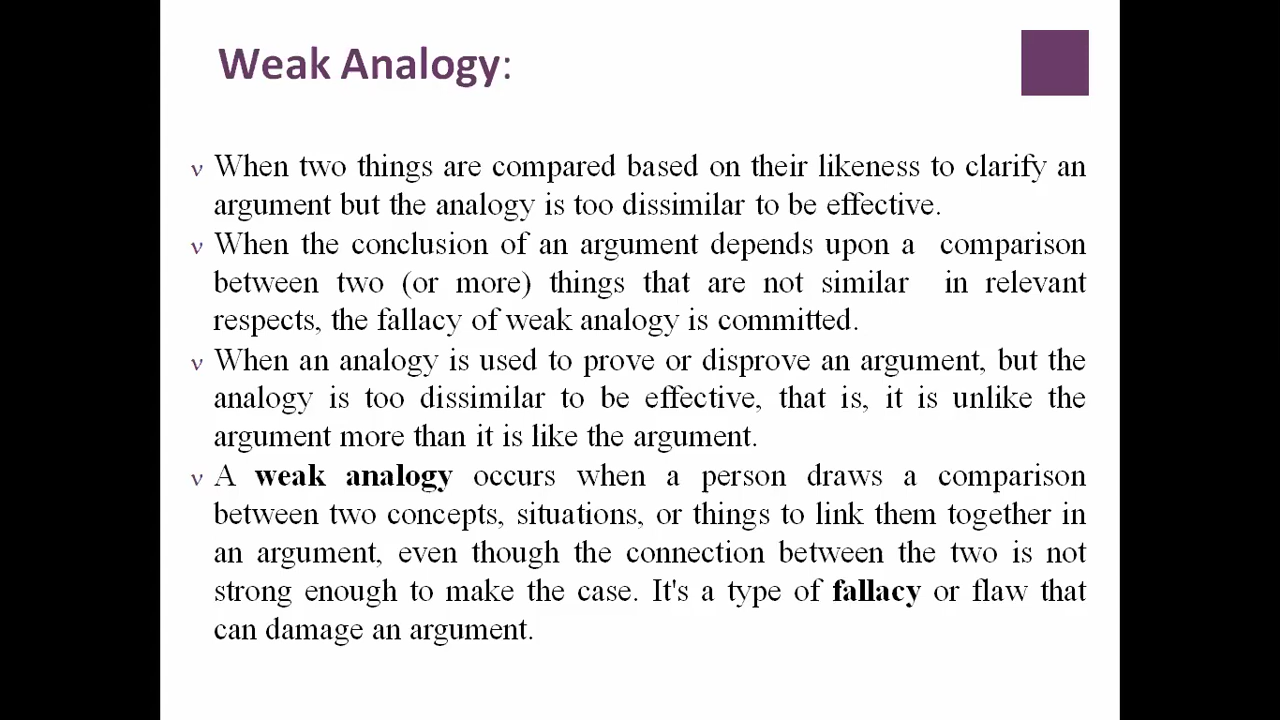 Weak Analogy:
v When two things are compared based on their likeness to clarify an
argument but the analogy is too dissimilar to be effective.
v When the conclusion of an argument depends upon a comparison
between two (or more) things that are not similar in relevant
respects, the fallacy of weak analogy is committed.
v When an analogy is used to prove or disprove an argument, but the
analogy is too dissimilar to be effective, that is, it is unlike the
argument more than it is like the argument.
v A weak analogy occurs when a person draws a comparison
between two concepts, situations, or things to link them together in
an argument, even though the connection between the two is not
strong enough to make the case. It's a type of fallacy or flaw that
can damage an argument.